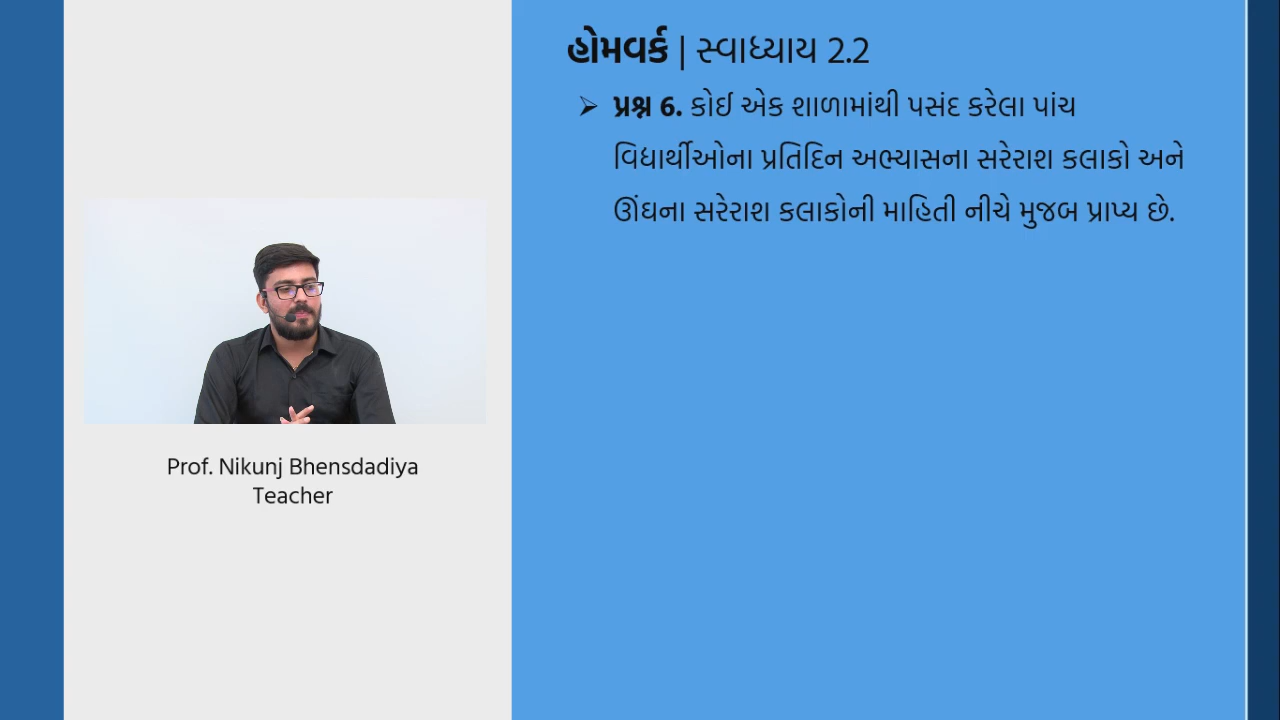 હોમવર્ક | સ્વાધ્યાય 2.2
➢ પ્રશ્ન 6. કોઈ એક શાળામાંથી પસંદ કરેલા પાંચ
વિદ્યાર્થીઓના પ્રતિદિન અભ્યાસના સરેરાશ કલાકો અને
ઊંઘના સરેરાશ કલાકોની માહિતી નીચે મુજબ પ્રાપ્ય છે.
Prof. Nikunj Bhensdadiya
Teacher